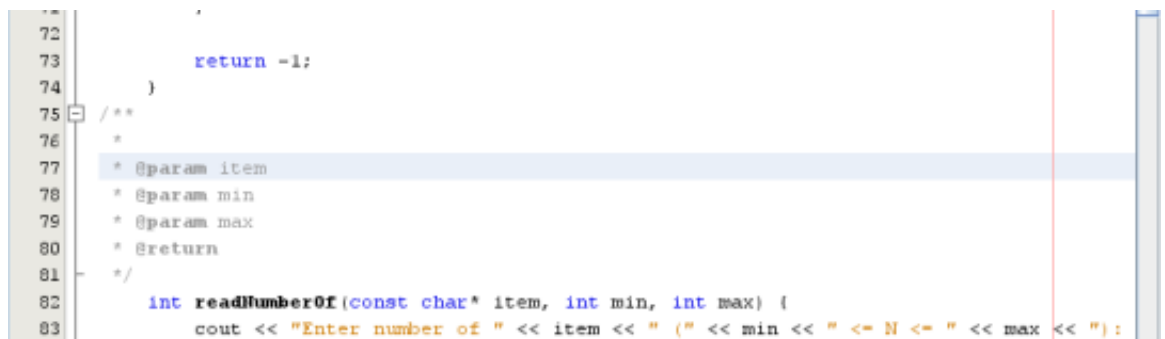 72
73 return -1;
74 }
75 /**
76 *
77 * @param item
78 * @param min
79 * @param max
80 * @return
81 */
82 int readNumberOf(const char* item, int min, int max) {
83 cout << "Enter number of " << item << " (" << min << " <= N <= " << max << "):